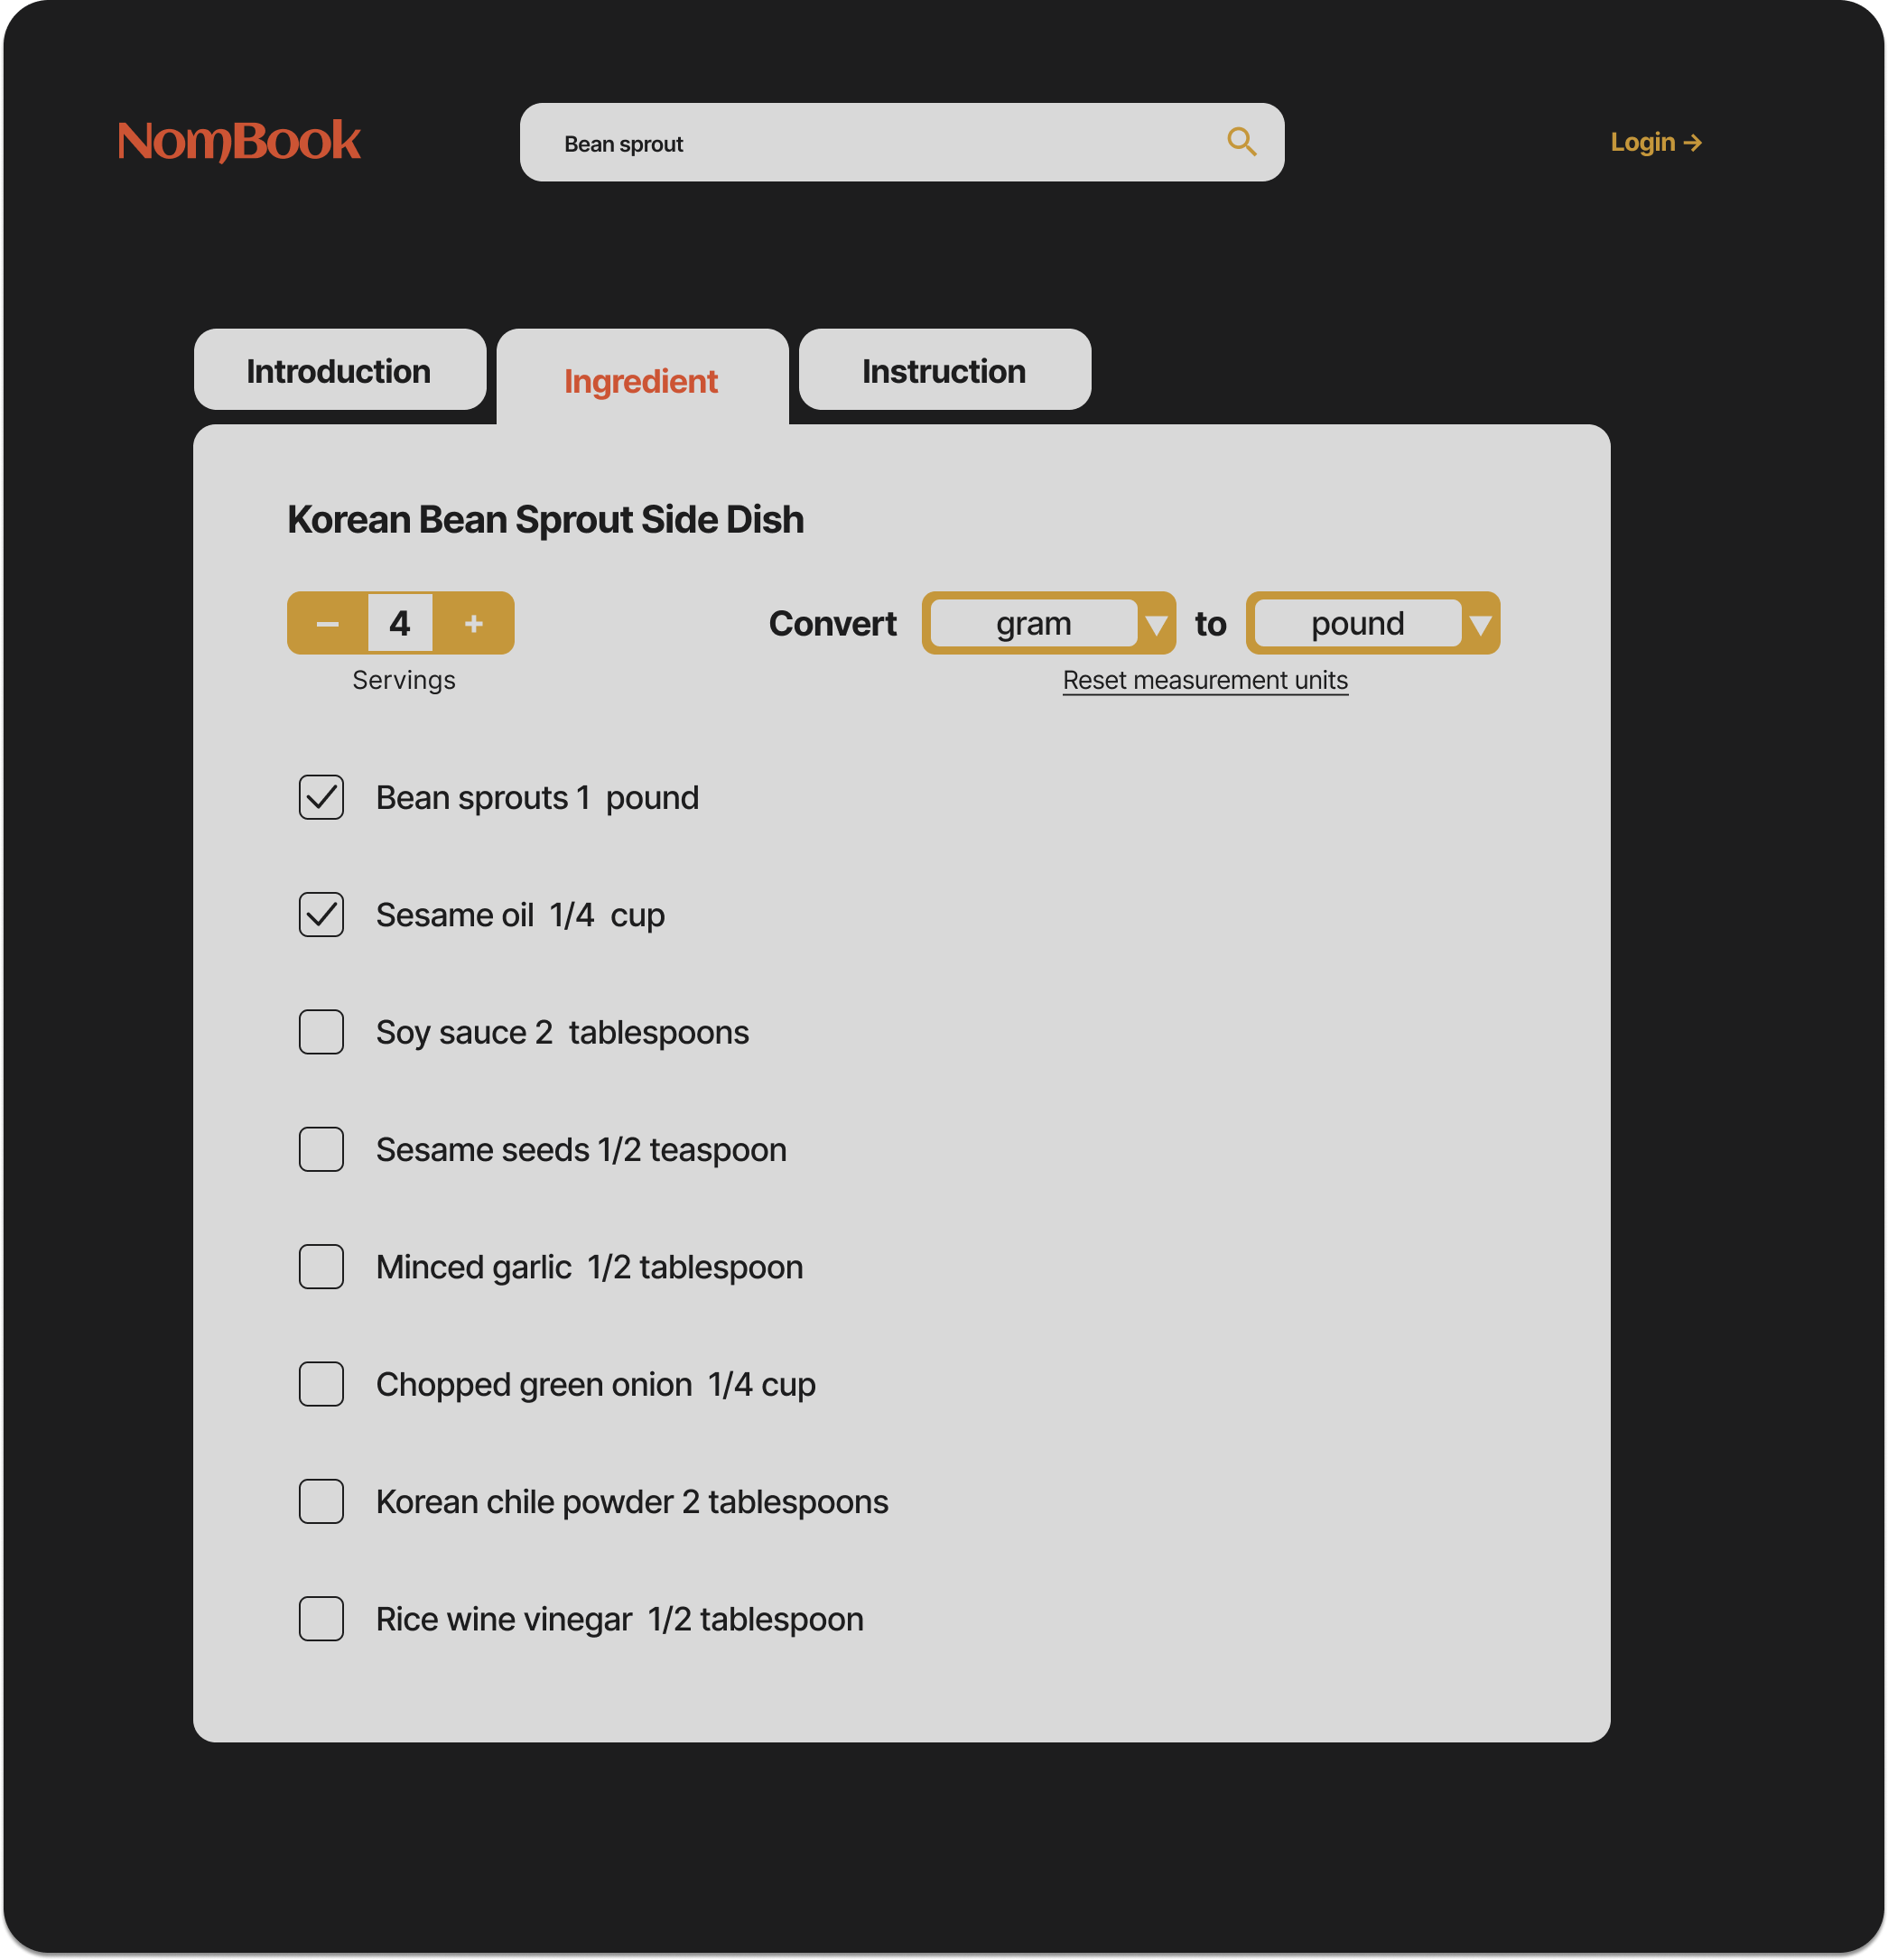 NomBook
Bean sprout
Login →
Introduction
Ingredient
Instruction
Korean Bean Sprout Side Dish
– 4 +
Servings
Convert gram to pound
Reset measurement units
Bean sprouts 1 pound
Sesame oil 1/4 cup
Soy sauce 2 tablespoons
Sesame seeds 1/2 teaspoon
Minced garlic 1/2 tablespoon
Chopped green onion 1/4 cup
Korean chile powder 2 tablespoons
Rice wine vinegar 1/2 tablespoon